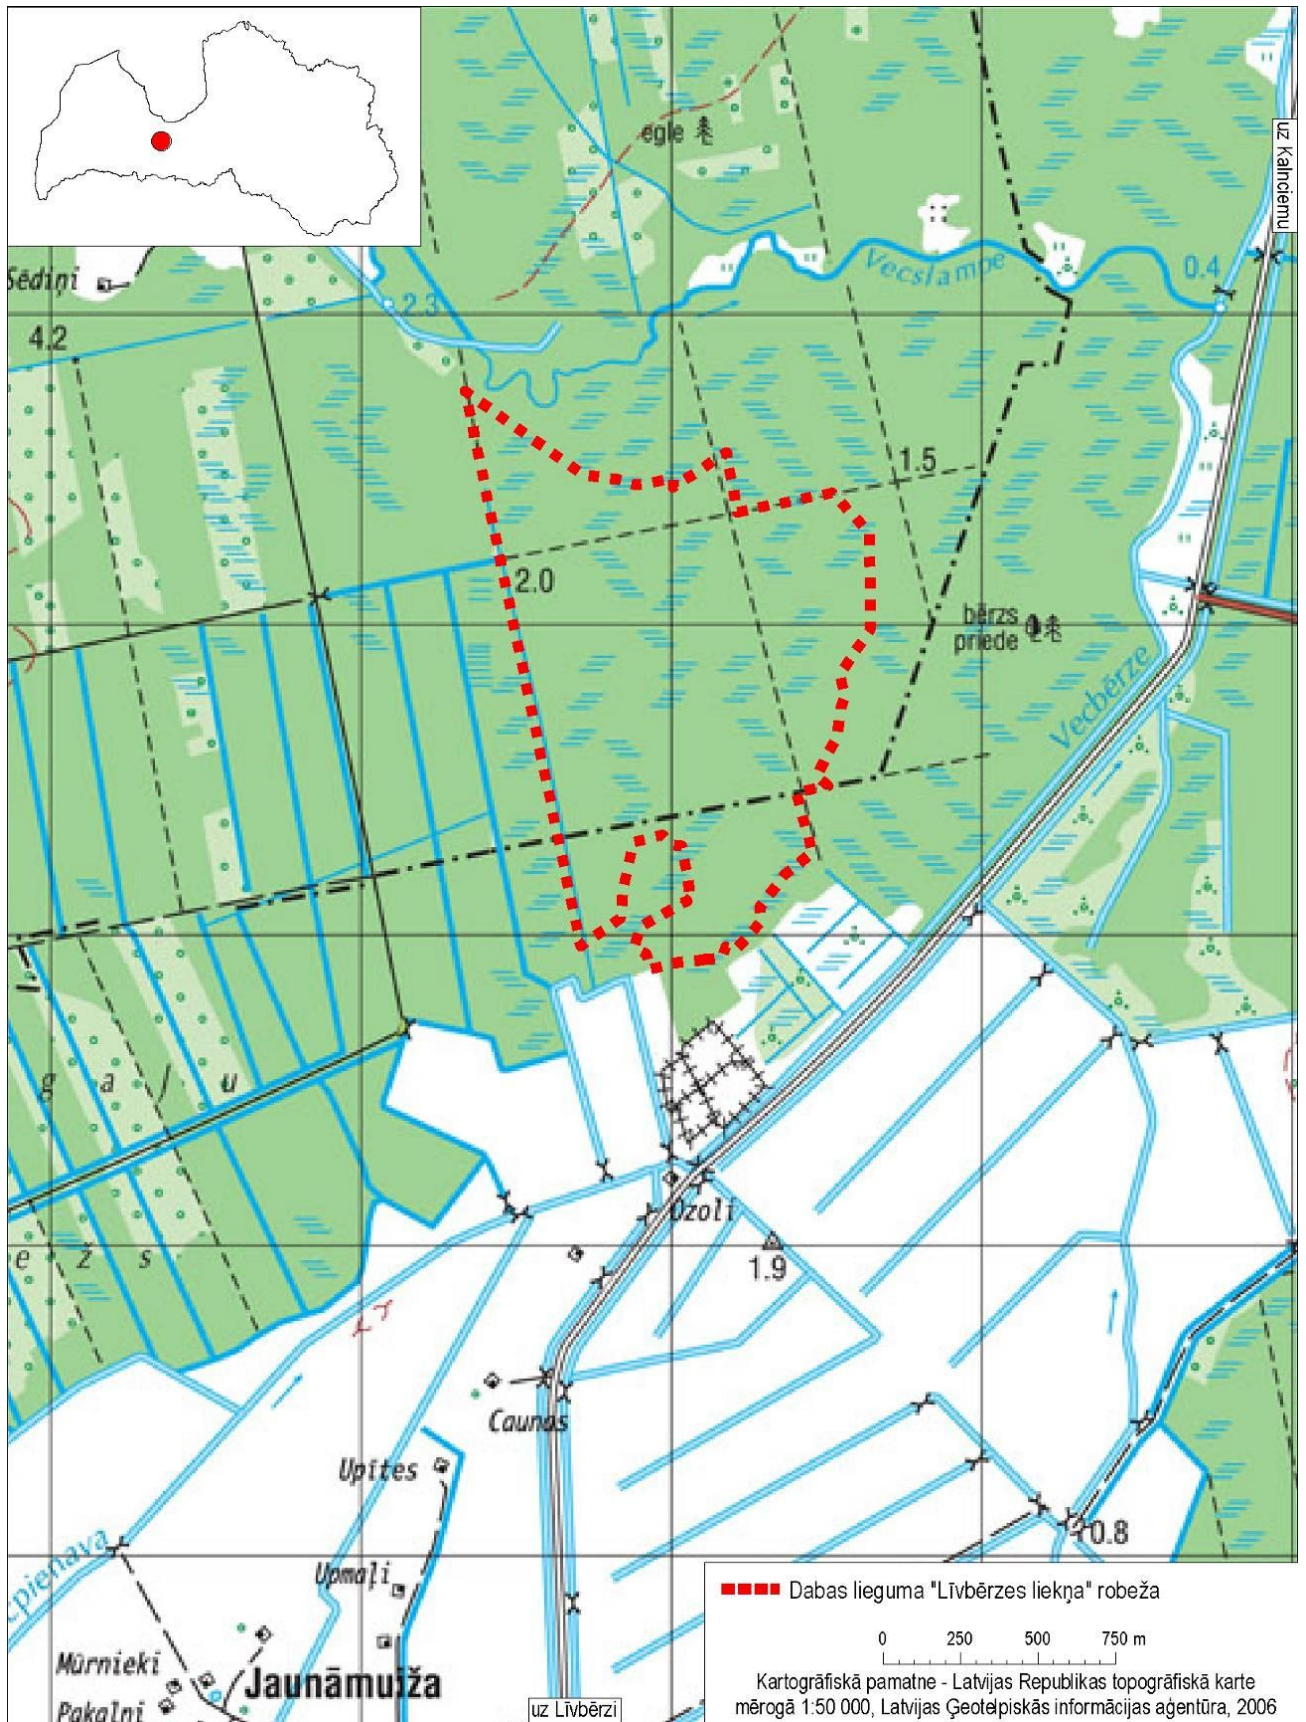 egle
uz Kalnciemu
Sēdiņi
Vecslampe
0.4
2.3
4.2
1.5
2.0
bērzs
priede
Vecbērze
g a ļ u
Ozoli
e ž s
1.9
Caunas
Upītes
0.8
Upmaļi
Mūrnieki
Jaunāmuiža
Pakalni
uz Līvbērzi
Dabas lieguma "Līvbērzes liekņa" robeža
0 250 500 750 m
Kartogrāfiskā pamatne - Latvijas Republikas topogrāfiskā karte
mērogā 1:50 000, Latvijas Ģeotelpiskās informācijas aģentūra, 2006